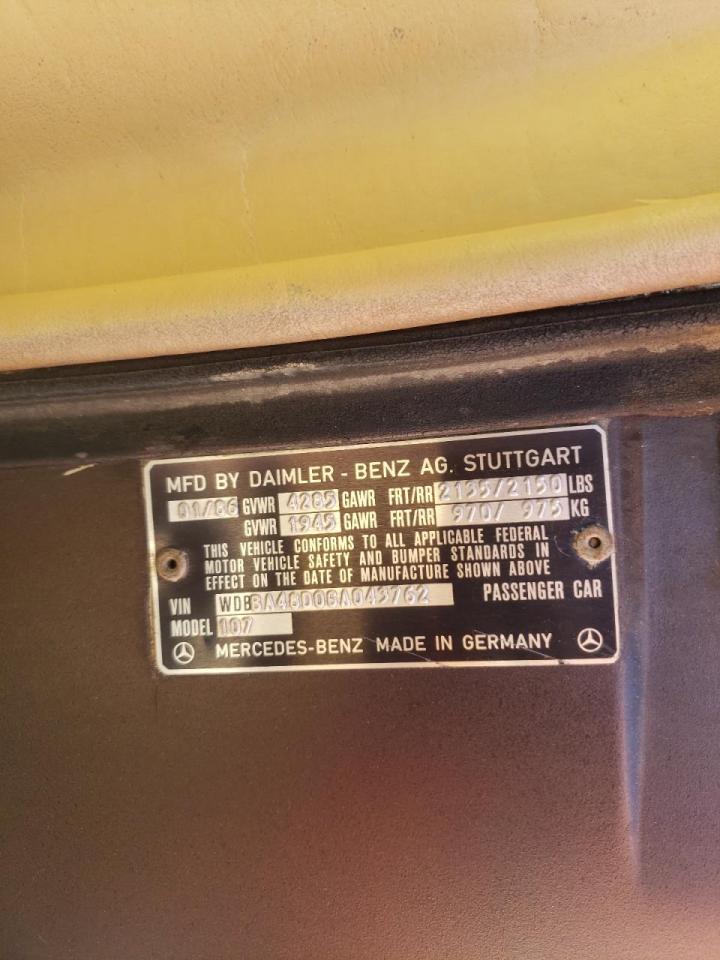 MFD BY DAIMLER - BENZ AG. STUTTGART
01/86 GVWR 4285 GAWR FRT/RR 2135/2150 LBS
GVWR 1945 GAWR FRT/RR 970/ 975 KG
THIS VEHICLE CONFORMS TO ALL APPLICABLE FEDERAL
MOTOR VEHICLE SAFETY AND BUMPER STANDARDS IN
EFFECT ON THE DATE OF MANUFACTURE SHOWN ABOVE
VIN WDBBA48D0GA043762 PASSENGER CAR
MODEL 107
MERCEDES-BENZ MADE IN GERMANY